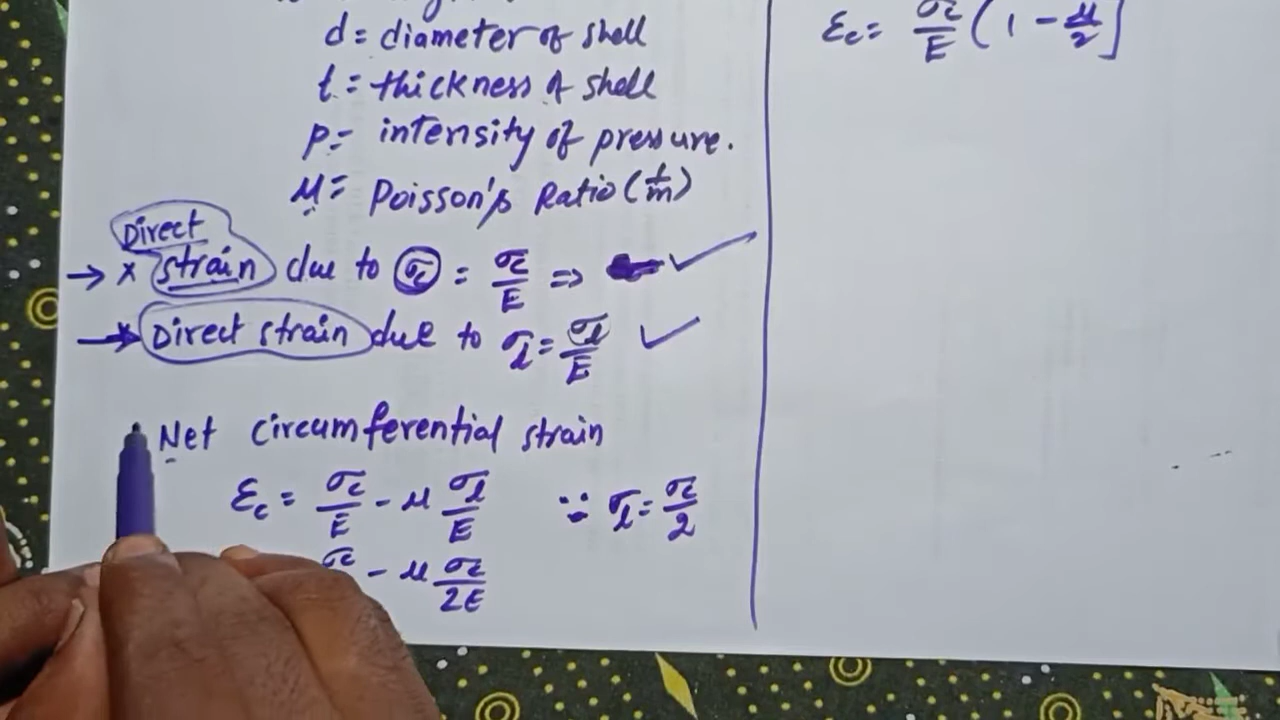 d = diameter of shell
t = thickness of shell
p = intensity of pressure.
μ = Poisson's Ratio (1/m)
Direct
→ × strain due to σc = σc/E ⇒
→ × Direct strain due to σl = σl/E
Net circumferential strain
εc = σc/E - μ σl/E ∵ σl = σc/2
σc - μ σc/2E
εc = σc/E ( 1 - μ/2 ]